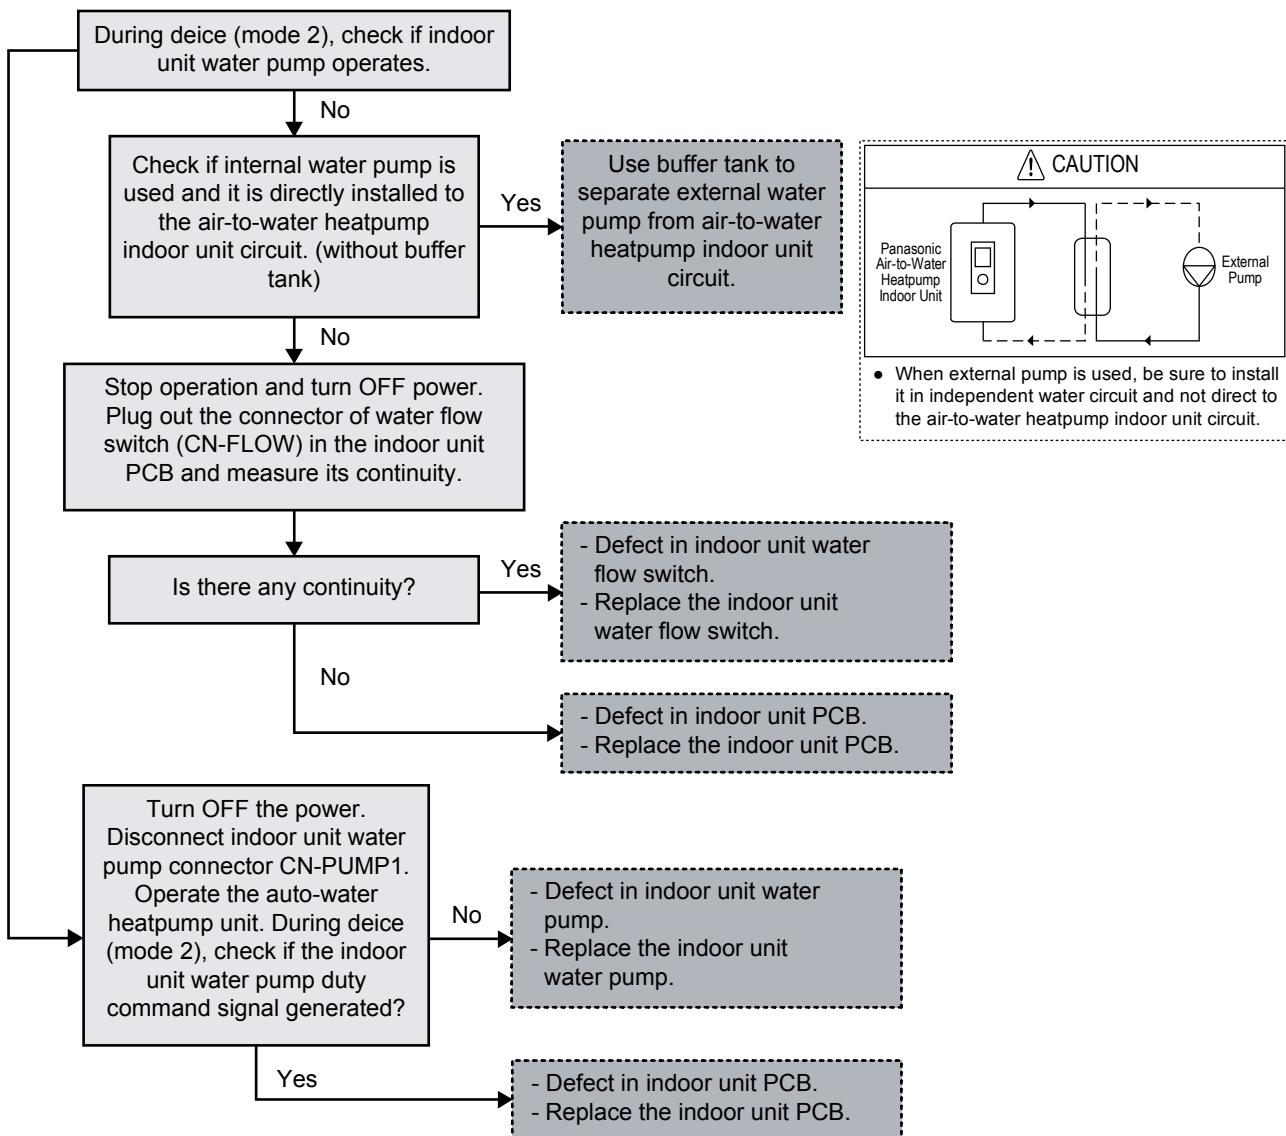 During deice (mode 2), check if indoor
unit water pump operates.
No
Check if internal water pump is
used and it is directly installed to
the air-to-water heatpump
indoor unit circuit. (without buffer
tank)
Yes
Use buffer tank to
separate external water
pump from air-to-water
heatpump indoor unit
circuit.
CAUTION
Panasonic
Air-to-Water
Heatpump
Indoor Unit
External
Pump
● When external pump is used, be sure to install
it in independent water circuit and not direct to
the air-to-water heatpump indoor unit circuit.
No
Stop operation and turn OFF power.
Plug out the connector of water flow
switch (CN-FLOW) in the indoor unit
PCB and measure its continuity.
Is there any continuity?
Yes
- Defect in indoor unit water
flow switch.
- Replace the indoor unit
water flow switch.
No
- Defect in indoor unit PCB.
- Replace the indoor unit PCB.
Turn OFF the power.
Disconnect indoor unit water
pump connector CN-PUMP1.
Operate the auto-water
heatpump unit. During deice
(mode 2), check if the indoor
unit water pump duty
command signal generated?
No
- Defect in indoor unit water
pump.
- Replace the indoor unit
water pump.
Yes
- Defect in indoor unit PCB.
- Replace the indoor unit PCB.